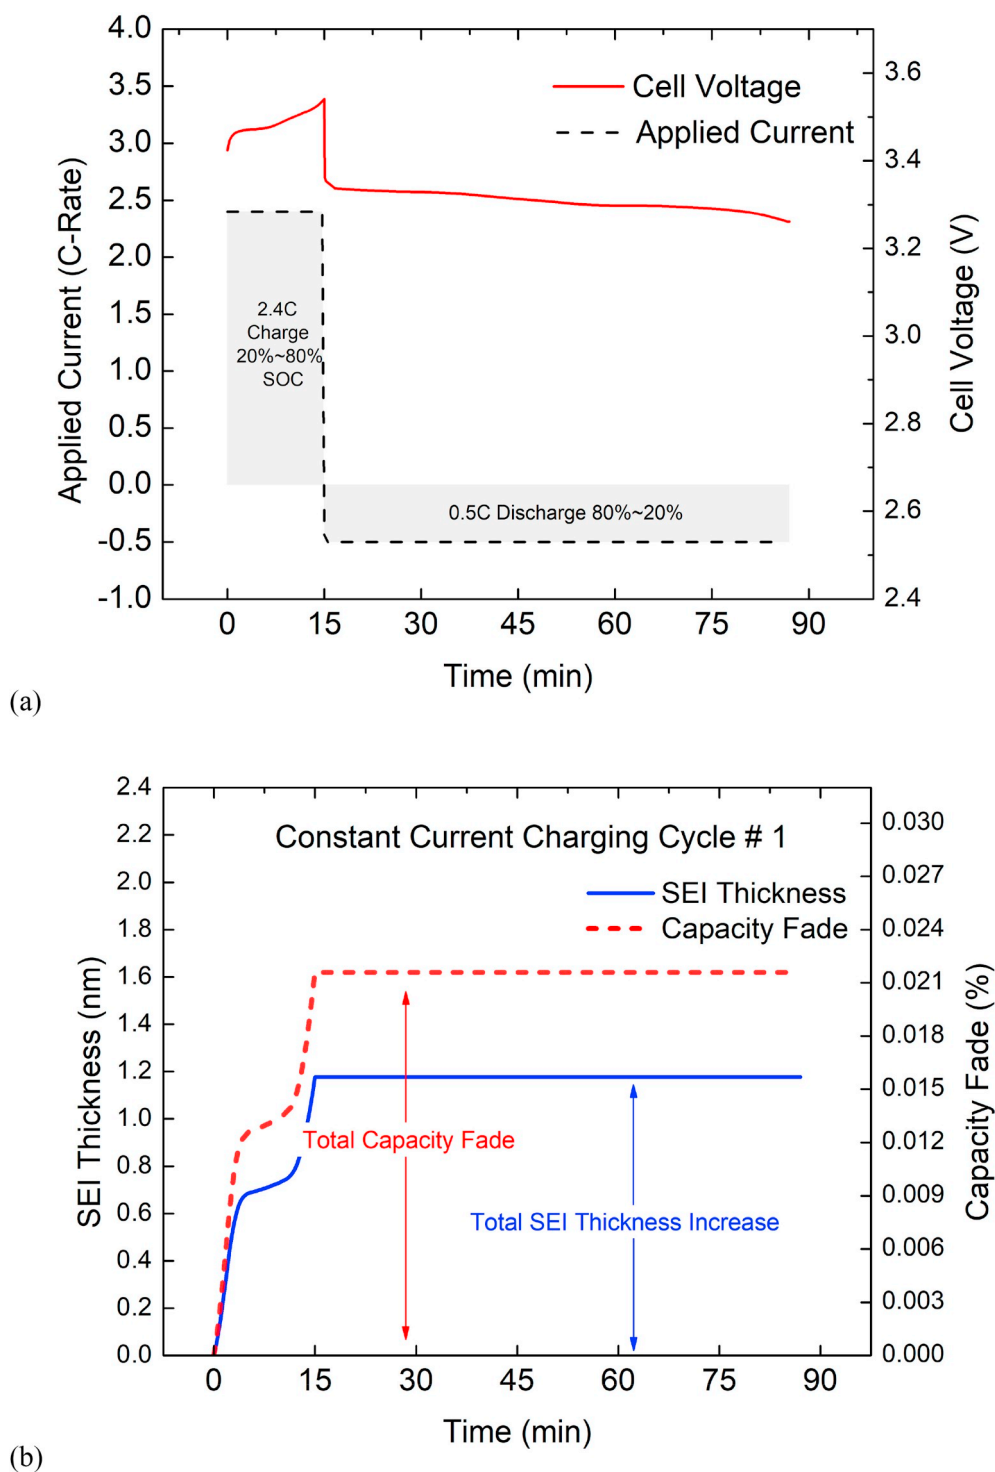 4.0
3.5
3.0
2.5
2.0
1.5
1.0
0.5
0.0
-0.5
-1.0
Applied Current (C-Rate)
Cell Voltage
Applied Current
2.4C
Charge
20%~80%
SOC
0.5C Discharge 80%~20%
3.6
3.4
3.2
3.0
2.8
2.6
2.4
Cell Voltage (V)
0 15 30 45 60 75 90
Time (min)
(a)
2.4
2.2
2.0
1.8
1.6
1.4
1.2
1.0
0.8
0.6
0.4
0.2
0.0
SEI Thickness (nm)
Constant Current Charging Cycle # 1
SEI Thickness
Capacity Fade
Total Capacity Fade
Total SEI Thickness Increase
0.030
0.027
0.024
0.021
0.018
0.015
0.012
0.009
0.006
0.003
0.000
Capacity Fade (%)
0 15 30 45 60 75 90
Time (min)
(b)